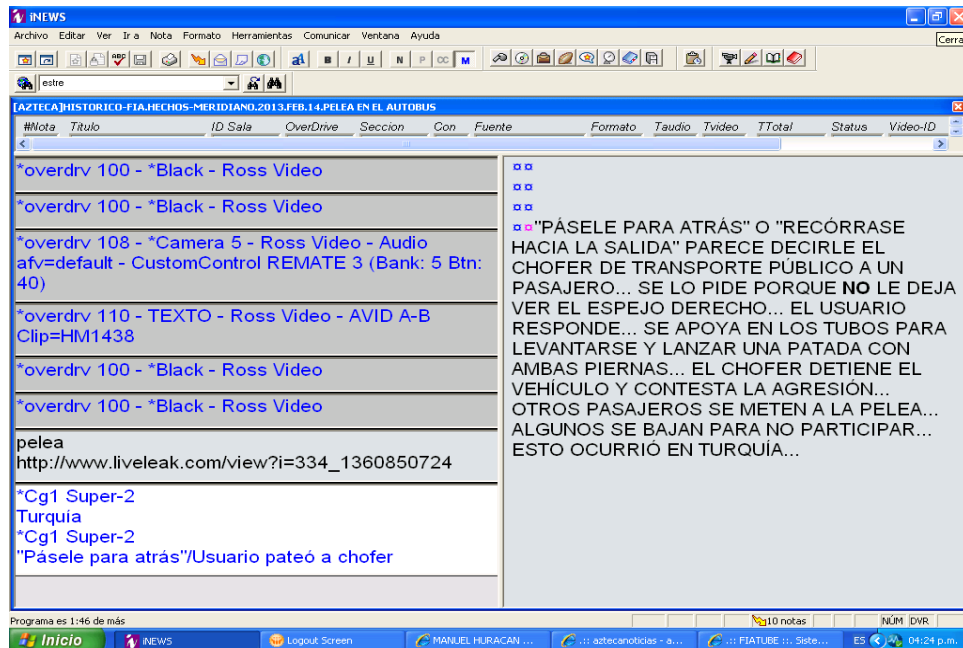 iNEWS
Archivo Editar Ver Ir a Nota Formato Herramientas Comunicar Ventana Ayuda
Cerra
ABC
a1 B I U N P CC M
estre
[AZTECA]HISTORICO-FIA.HECHOS-MERIDIANO.2013.FEB.14.PELEA EN EL AUTOBUS
#Nota Titulo ID Sala OverDrive Seccion Con Fuente Formato Taudio Tvideo TTotal Status Video-ID
*overdrv 100 - *Black - Ross Video
*overdrv 100 - *Black - Ross Video
*overdrv 108 - *Camera 5 - Ross Video - Audio
afv=default - CustomControl REMATE 3 (Bank: 5 Btn:
40)
*overdrv 110 - TEXTO - Ross Video - AVID A-B
Clip=HM1438
*overdrv 100 - *Black - Ross Video
*overdrv 100 - *Black - Ross Video
pelea
http://www.liveleak.com/view?i=334_1360850724
*Cg1 Super-2
Turquía
*Cg1 Super-2
"Pásele para atrás"/Usuario pateó a chofer
"PÁSELE PARA ATRÁS" O "RECÓRRASE
HACIA LA SALIDA" PARECE DECIRLE EL
CHOFER DE TRANSPORTE PÚBLICO A UN
PASAJERO... SE LO PIDE PORQUE NO LE DEJA
VER EL ESPEJO DERECHO... EL USUARIO
RESPONDE... SE APOYA EN LOS TUBOS PARA
LEVANTARSE Y LANZAR UNA PATADA CON
AMBAS PIERNAS... EL CHOFER DETIENE EL
VEHÍCULO Y CONTESTA LA AGRESIÓN...
OTROS PASAJEROS SE METEN A LA PELEA...
ALGUNOS SE BAJAN PARA NO PARTICIPAR...
ESTO OCURRIÓ EN TURQUÍA...
Programa es 1:46 de más
10 notas NÚM DVR
Inicio
iNEWS
Logout Screen
MANUEL HURACAN ...
.:: aztecanoticias - a...
.:: FIATUBE ::. Siste...
ES 04:24 p.m.